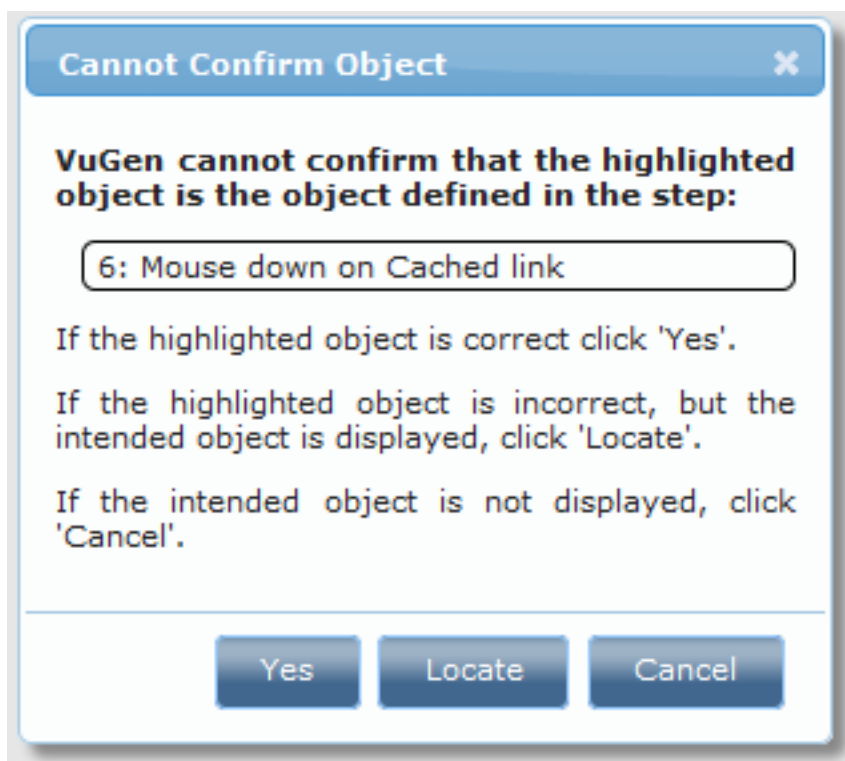 Cannot Confirm Object
VuGen cannot confirm that the highlighted
object is the object defined in the step:
6: Mouse down on Cached link
If the highlighted object is correct click 'Yes'.
If the highlighted object is incorrect, but the
intended object is displayed, click 'Locate'.
If the intended object is not displayed, click
'Cancel'.
Yes Locate Cancel